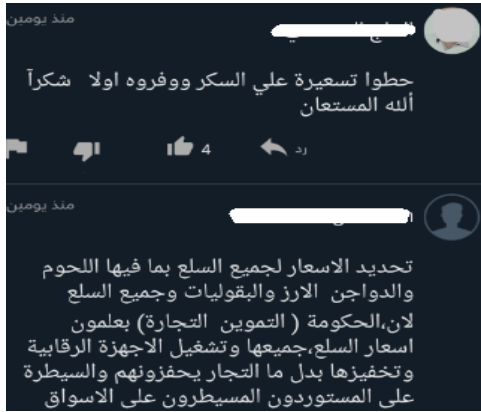 منذ يومين
حطوا تسعيرة علي السكر ووفروه اولا شكرآ
ألله المستعان
رد
4
منذ يومين
تحديد الاسعار لجميع السلع بما فيها اللحوم
والدواجن الارز والبقوليات وجميع السلع
لان،الحكومة ( التموين التجارة) بعلمون
اسعار السلع،جميعها وتشغيل الاجهزة الرقابية
وتخفيزها بدل ما التجار يحفزونهم والسيطرة
على المستوردون المسيطرون على الاسواق